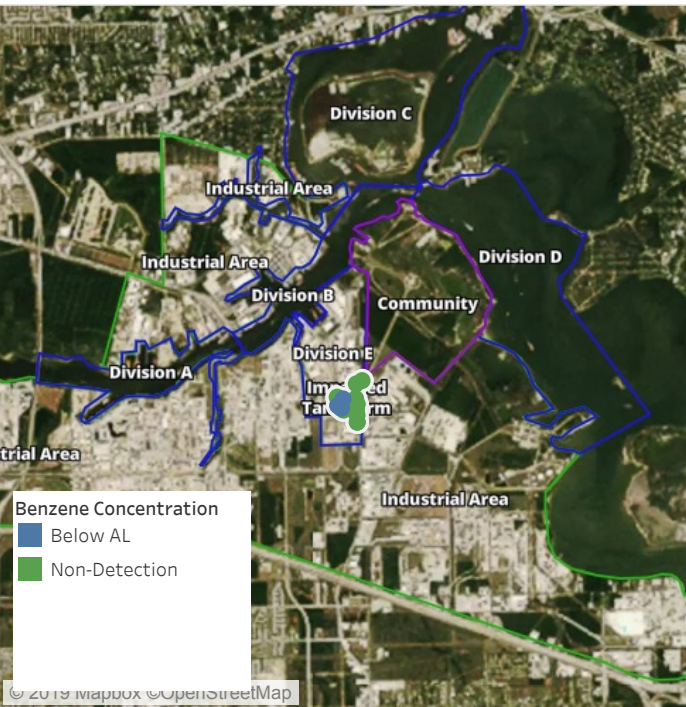 Division C
Industrial Area
Industrial Area
Division D
Division B
Community
Division E
Division A
trial Area
Industrial Area
Benzene Concentration
Below AL
Non-Detection
© 2019 Mapbox ©OpenStreetMap